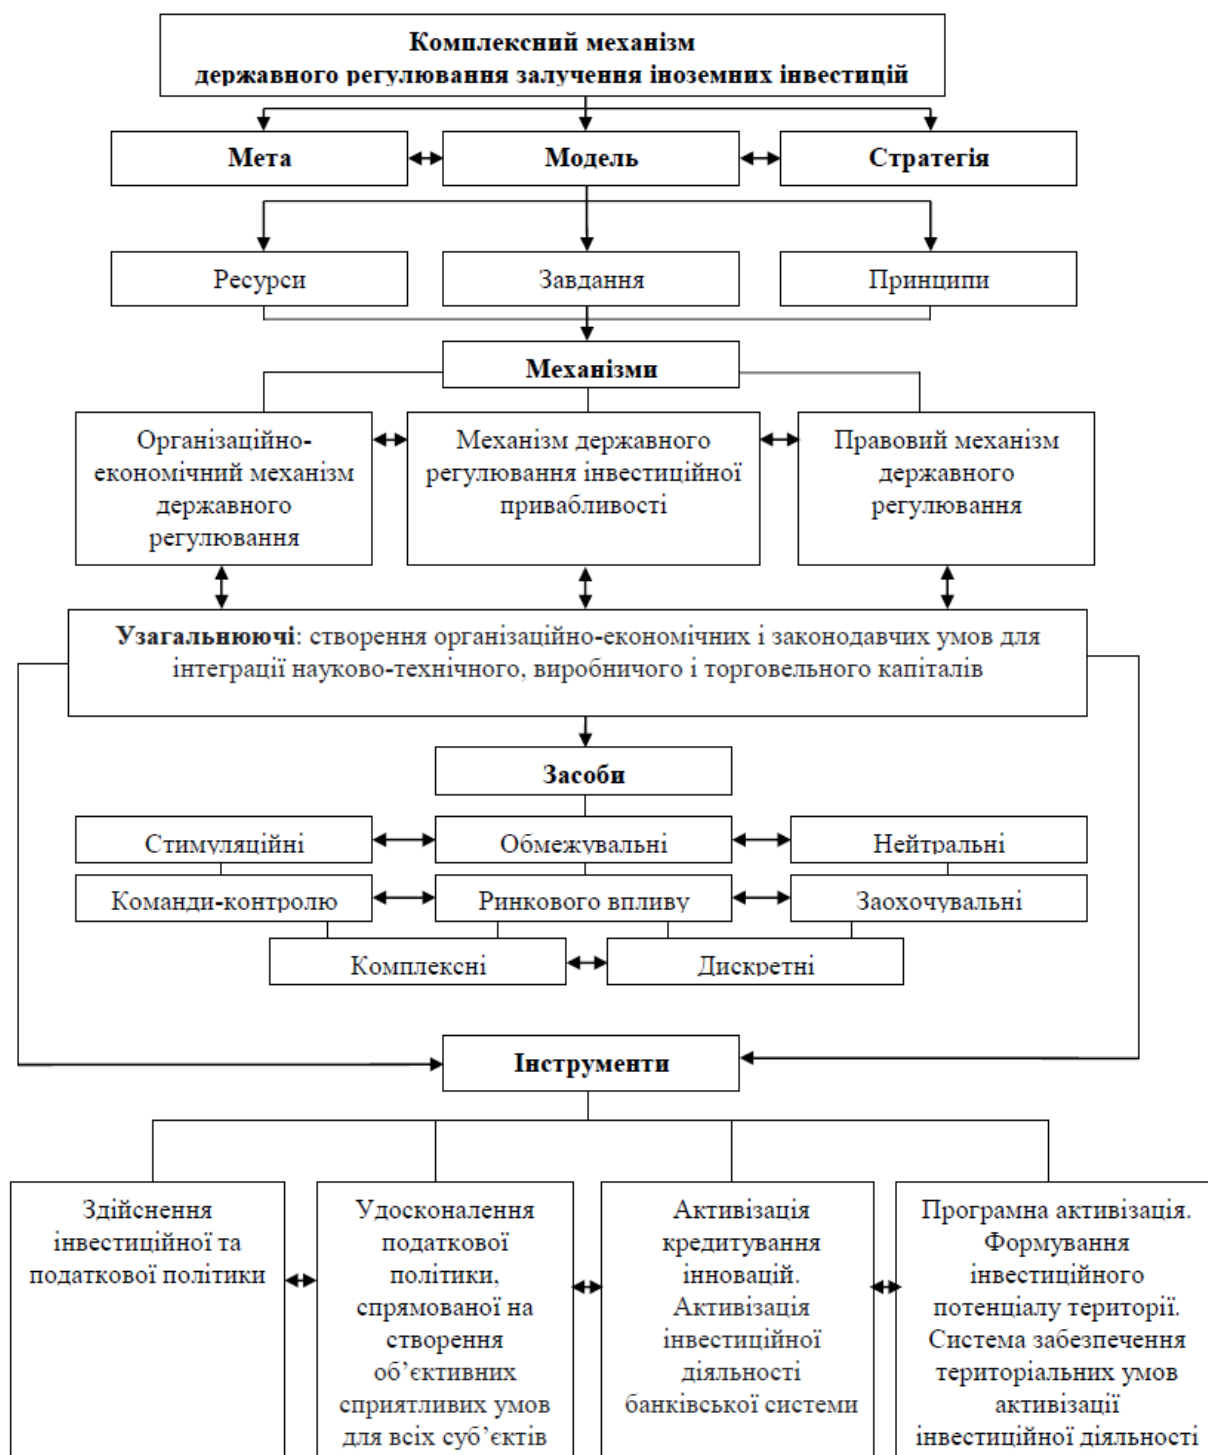 Комплексний механізм
державного регулювання залучення іноземних інвестицій
Мета
Модель
Стратегія
Ресурси
Завдання
Принципи
Механізми
Організаційно-
економічний механізм
державного
регулювання
Механізм державного
регулювання інвестиційної
привабливості
Правовий механізм
державного
регулювання
Узагальнюючі: створення організаційно-економічних і законодавчих умов для
інтеграції науково-технічного, виробничого і торговельного капіталів
Засоби
Стимуляційні
Обмежувальні
Нейтральні
Команди-контролю
Ринкового впливу
Заохочувальні
Комплексні
Дискретні
Інструменти
Здійснення
інвестиційної та
податкової політики
Удосконалення
податкової
політики,
спрямованої на
створення
об’єктивних
сприятливих умов
для всіх суб’єктів
Активізація
кредитування
інновацій.
Активізація
інвестиційної
діяльності
банківської системи
Програмна активізація.
Формування
інвестиційного
потенціалу території.
Система забезпечення
територіальних умов
активізації
інвестиційної діяльності